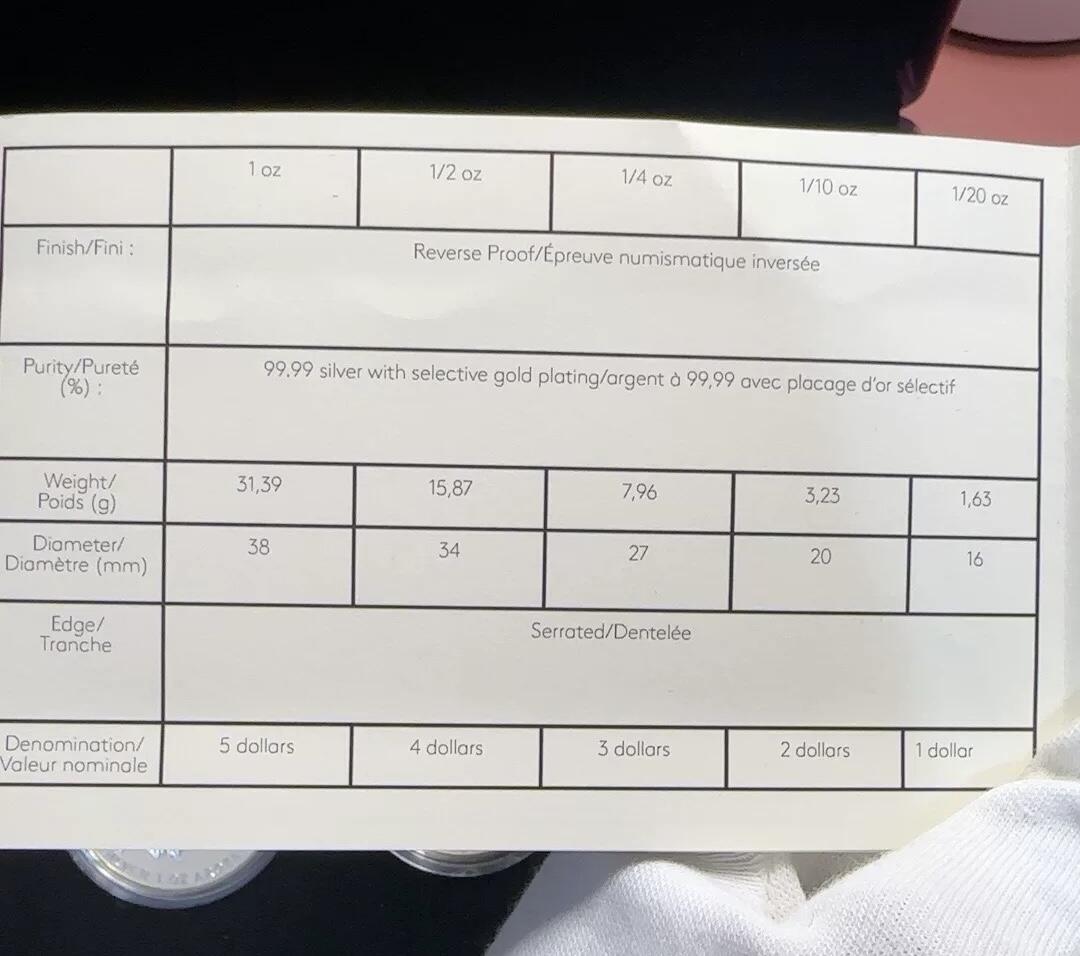 1 oz 1/2 oz 1/4 oz 1/10 oz 1/20 oz
Finish/Fini : Reverse Proof/Épreuve numismatique inversée
Purity/Pureté
(%) :
99.99 silver with selective gold plating/argent à 99,99 avec placage d'or sélectif
Weight/
Poids (g)
31,39 15,87 7,96 3,23 1,63
Diameter/
Diamètre (mm)
38 34 27 20 16
Edge/
Tranche
Serrated/Dentelée
Denomination/
Valeur nominale
5 dollars 4 dollars 3 dollars 2 dollars 1 dollar